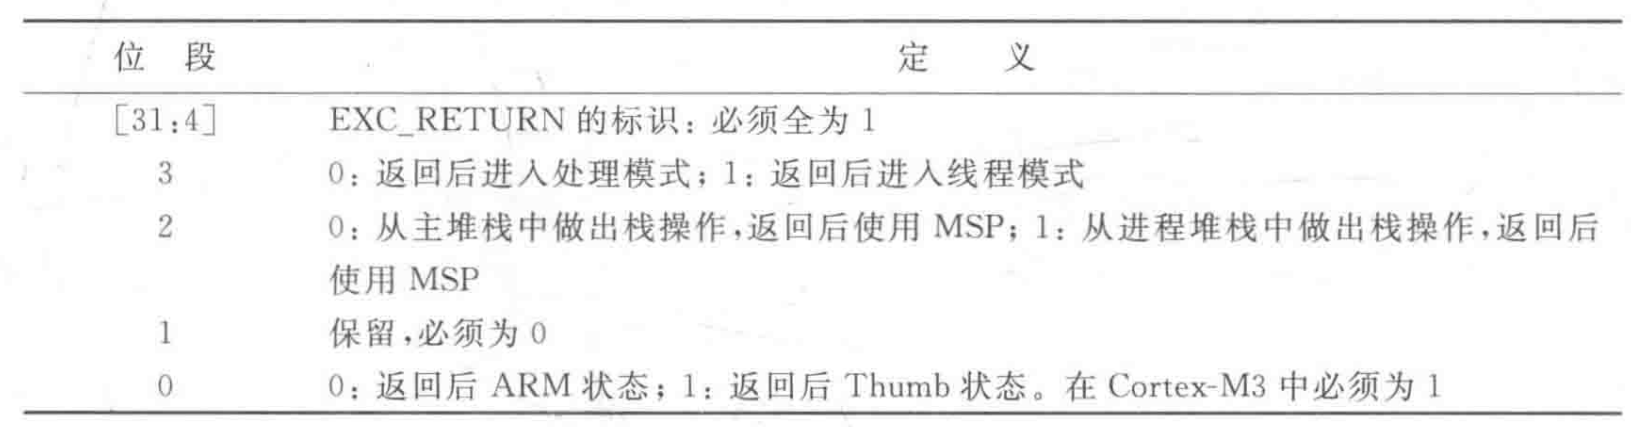 位 段 定 义
[31:4] EXC_RETURN 的标识：必须全为 1
3 0：返回后进入处理模式；1：返回后进入线程模式
2 0：从主堆栈中做出栈操作,返回后使用 MSP；1：从进程堆栈中做出栈操作,返回后
使用 MSP
1 保留,必须为 0
0 0：返回后 ARM 状态；1：返回后 Thumb 状态。在 Cortex-M3 中必须为 1